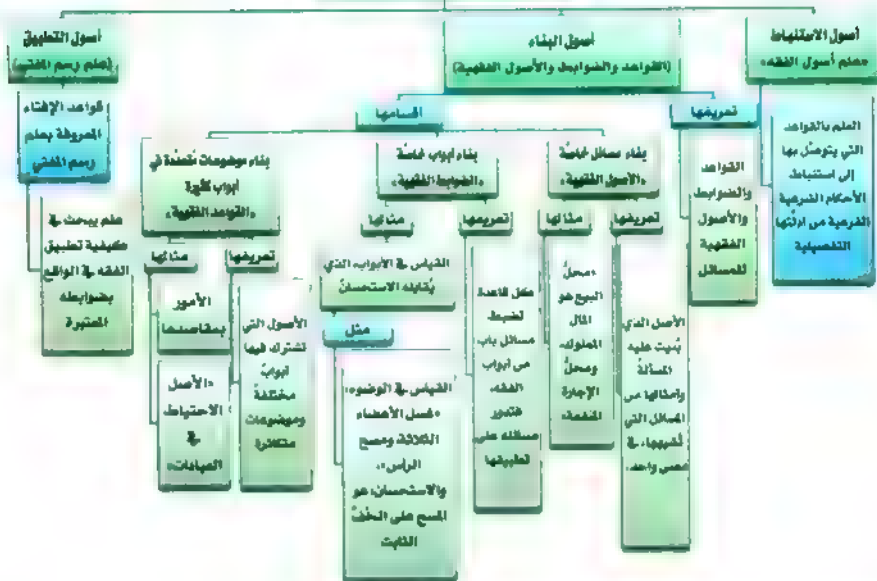 أصول الاستنباط
«علم أصول الفقه»
العلم بالقواعد
التي يتوصل بها
إلى استنباط
الأحكام الشرعية
الفرعية من أدلتها
التفصيلية
أصول البناء
(القواعد والضوابط والأصول الفقهية)
تعريفها
القواعد
والضوابط
والأصول
الفقهية
للمسائل
أقسامها
بناء مسائل خاصة
«الأصول الفقهية»
تعريفها
الأصل الذي
بُنيت عليه
المسألة
وأمثالها من
المسائل التي
تُشبهها، في
معنى واحد.
مثالها
«محلّ
البيع هو
المال
المملوك،
ومحلّ
الإجارة
المنفعة»
بناء أبواب خاصة
«الضوابط الفقهية»
تعريفها
كل قاعدة
تضبط
مسائل باب
من أبواب
الفقه،
فتدور
مسائله على
تطبيقها
مثالها
القياس في الأبواب، الذي
يُقابله الاستحسان
مثل
القياس في الوضوء:
«غسل الأعضاء
الثلاثة، ومسح
الرأس»،
والاستحسان: هو
المسح على الخفّ
الثابت
بناء موضوعات متعددة في
أبواب كثيرة
«القواعد الفقهية»
تعريفها
الأصول التي
تشترك فيها
أبوابٌ
مختلفةٌ
وموضوعات
متكاثرة
مثالها
الأمور
بمقاصدها
«الأصل
الاحتياط
في
العبادات»
أصول التطبيق
(علم رسم المفتي)
قواعد الإفتاء
المعروفة بعلم
رسم المفتي
علم يبحث في
كيفية تطبيق
الفقه في الواقع
بضوابطه
المعتبرة